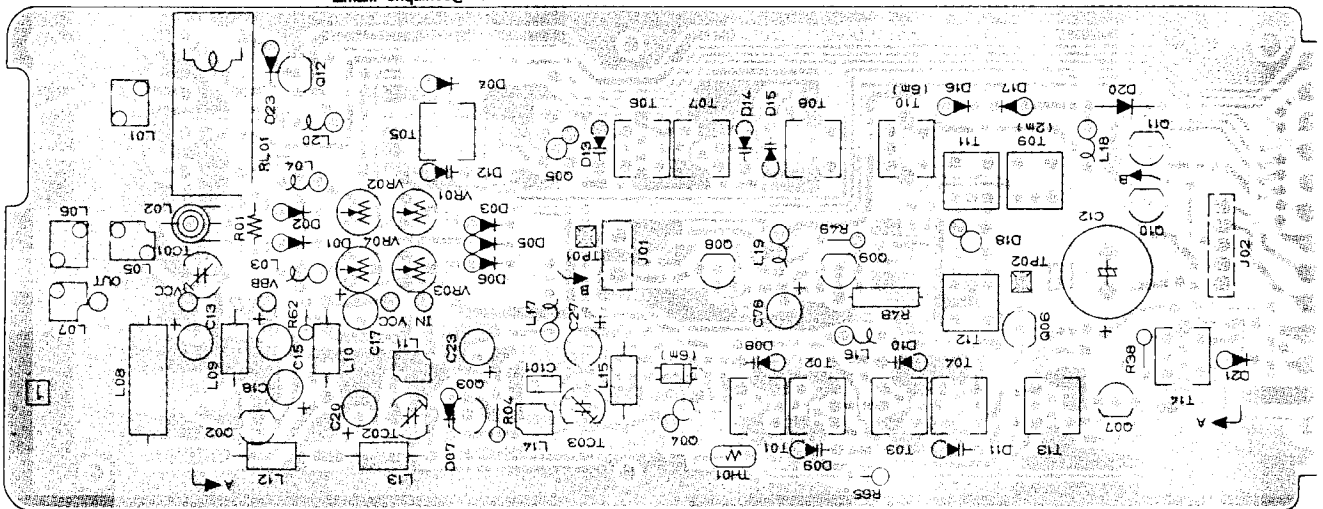 L01
RL01
D23
Q12
L20
T05
D04
D12
D13
Q05
T06
T07
D14
D15
T08
T10
(6m)
D16
D17
(2m)
T09
T11
D20
L18
Q11
B
Q10
L06
L02
L05
TC01
R01
L04
D02
VR02
VR01
D03
D01
VR04
D05
D06
VR03
L03
TP01
J01
Q08
L19
R49
Q09
D18
C12
TP02
J02
OUT
L07
VCC
C13
VBB
R62
C17
VCC
IN
L17
B
C27
C78
R48
T12
Q06
L08
L09
C15
L10
L11
C23
C101
L15
(6m)
D08
T02
L16
D10
T04
R38
T14
D21
A
1
C18
C20
TC02
Q03
D07
R04
L14
TC03
Q04
Q02
L12
L13
A
TH01
T01
D09
T03
D11
T13
Q07
R65